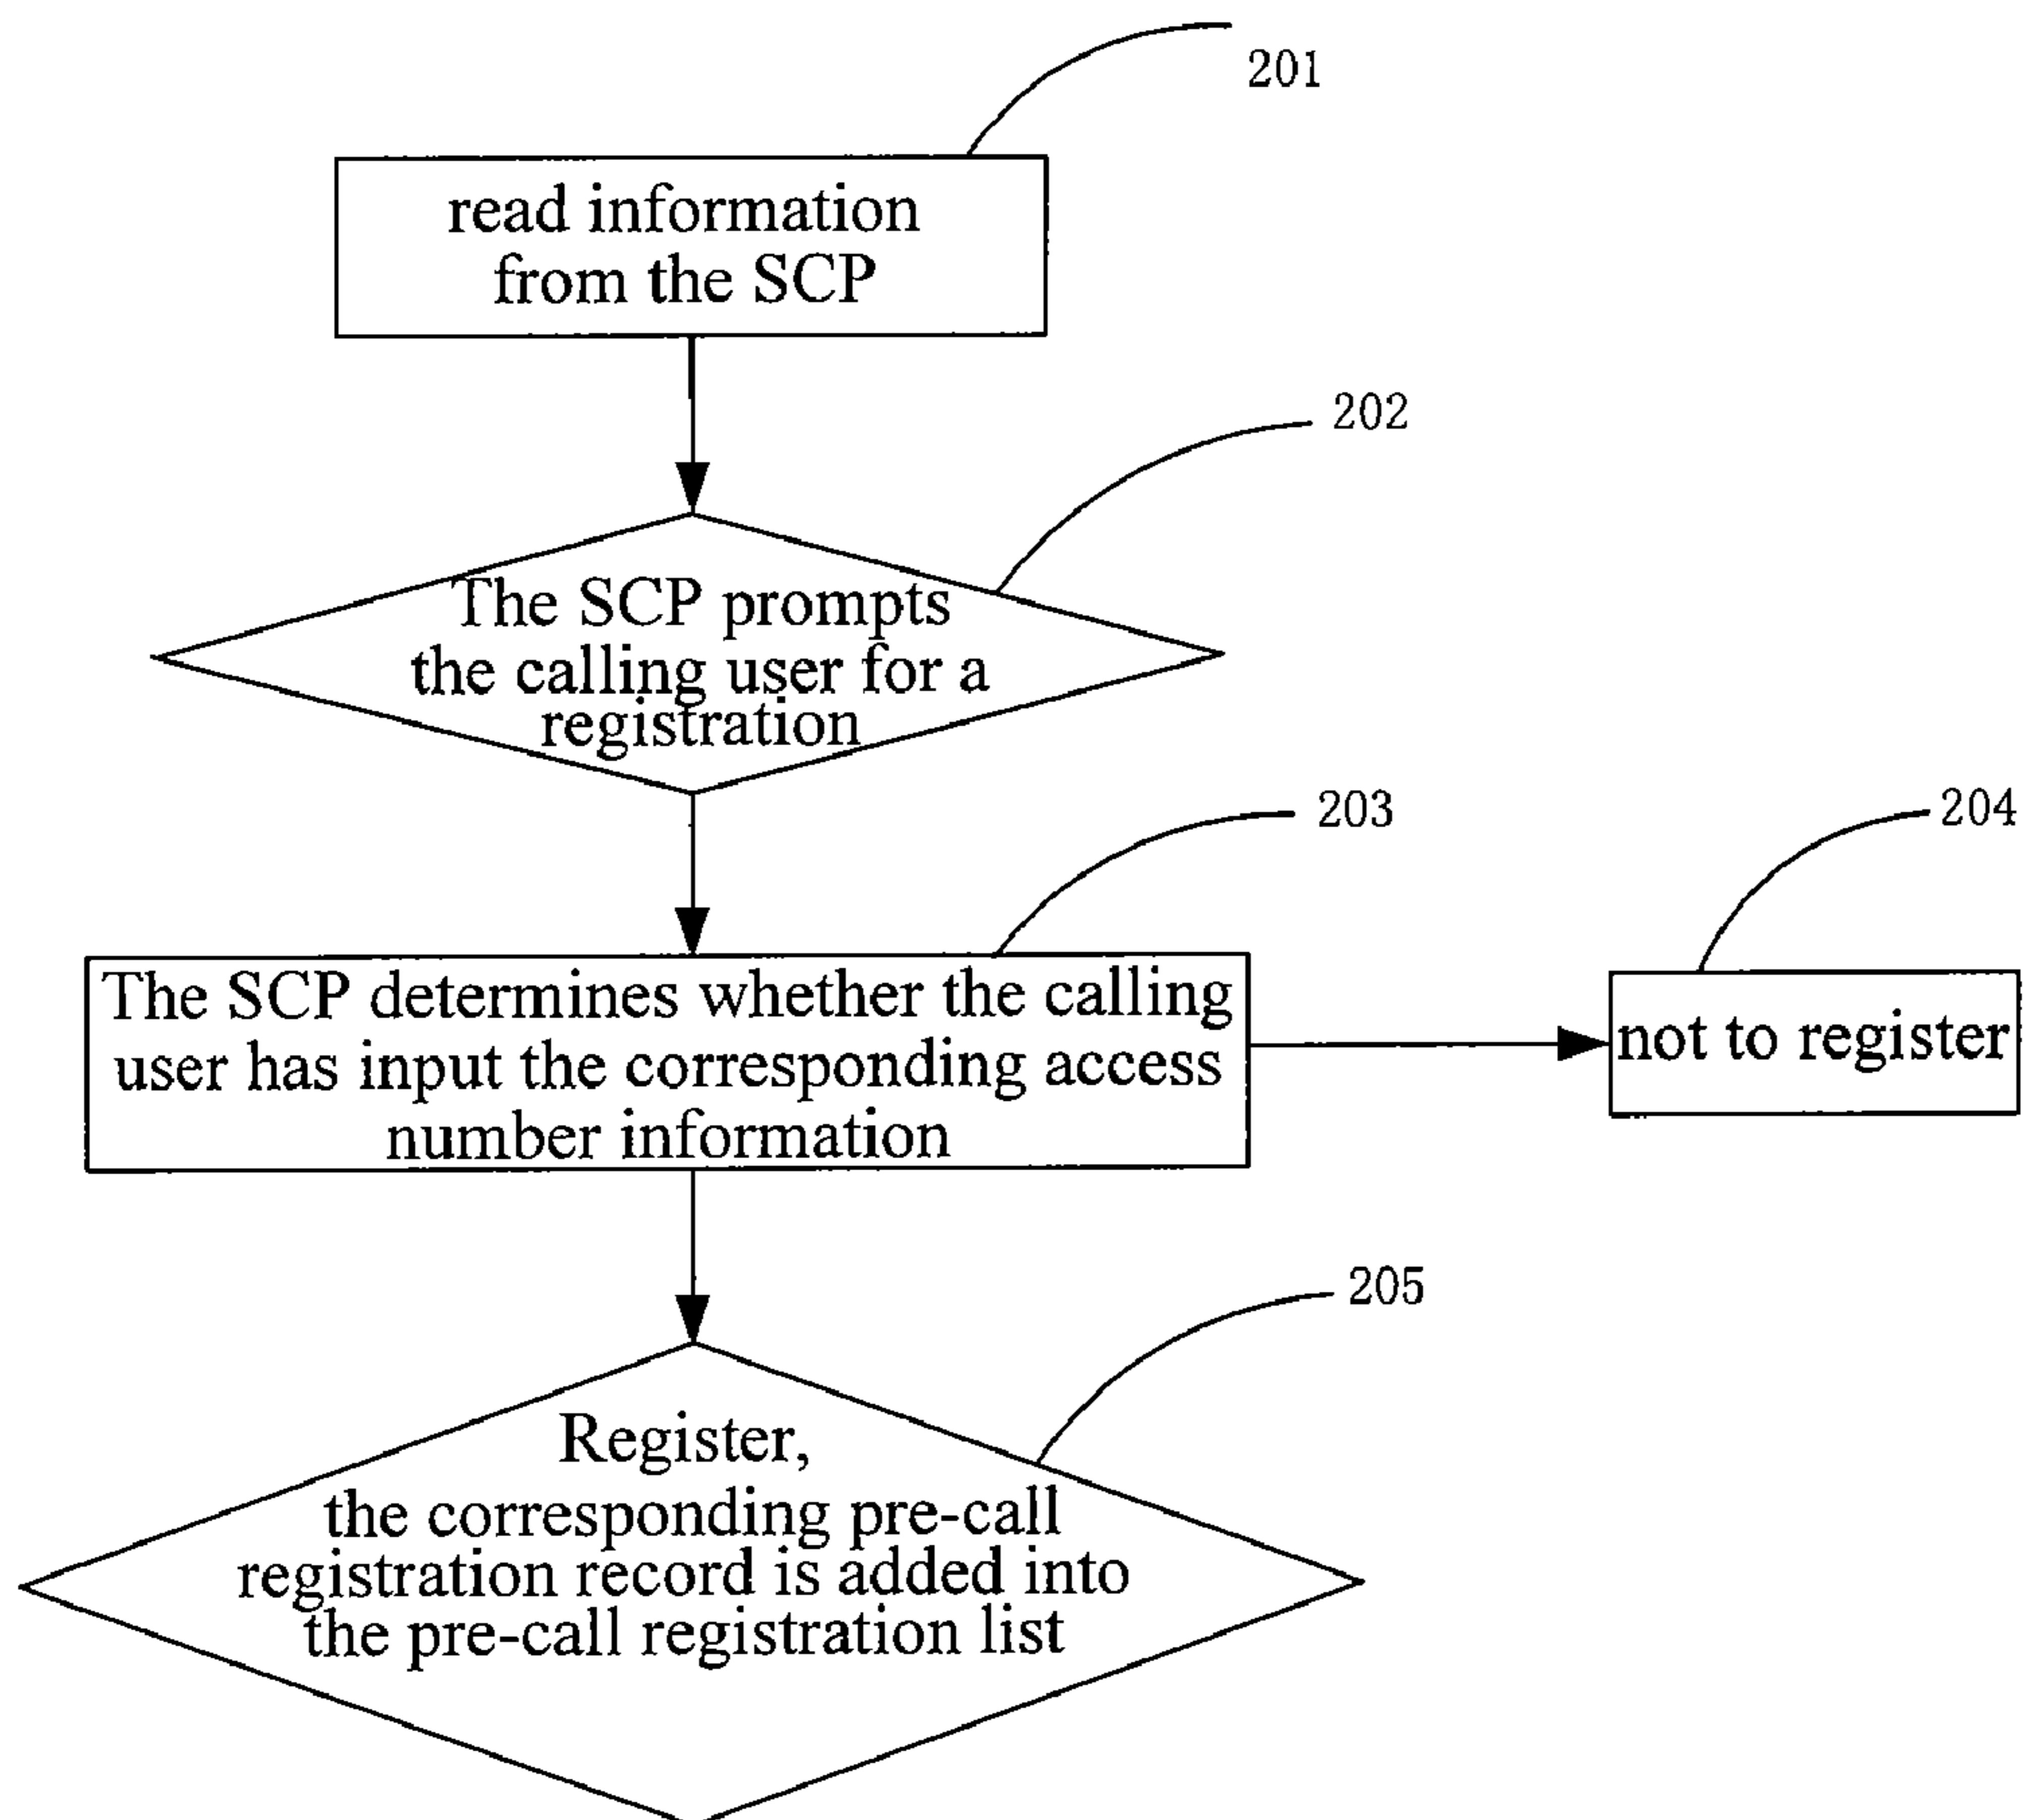 201
read information
from the SCP
202
The SCP prompts
the calling user for a
registration
203
204
The SCP determines whether the calling
user has input the corresponding access
number information
not to register
205
Register,
the corresponding pre-call
registration record is added into
the pre-call registration list